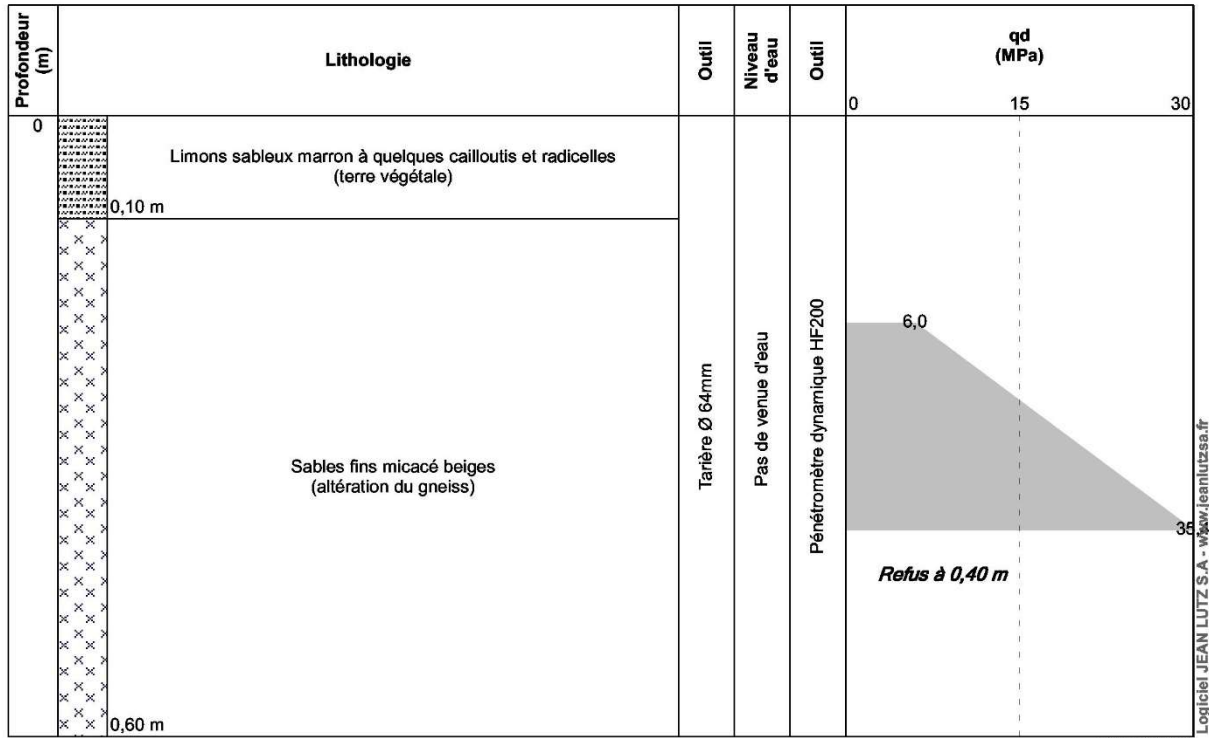 Profondeur
(m)
Lithologie
Outil
Niveau
d'eau
Outil
qd
(MPa)
0
15
30
0
Limons sableux marron à quelques cailloutis et radicelles
(terre végétale)
0,10 m
Sables fins micacé beiges
(altération du gneiss)
0,60 m
Tarière Ø 64mm
Pas de venue d'eau
Pénétromètre dynamique HF200
6,0
35,
Refus à 0,40 m
Logiciel JEAN LUTZ S.A - www.jeanlutzsa.fr